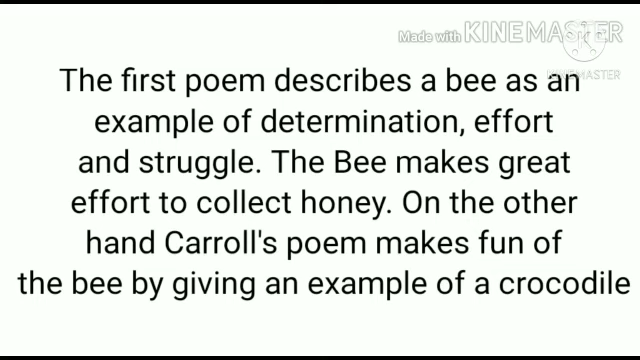 Made with KINEMASTER
KINEMASTER
The first poem describes a bee as an
example of determination, effort
and struggle. The Bee makes great
effort to collect honey. On the other
hand Carroll's poem makes fun of
the bee by giving an example of a crocodile